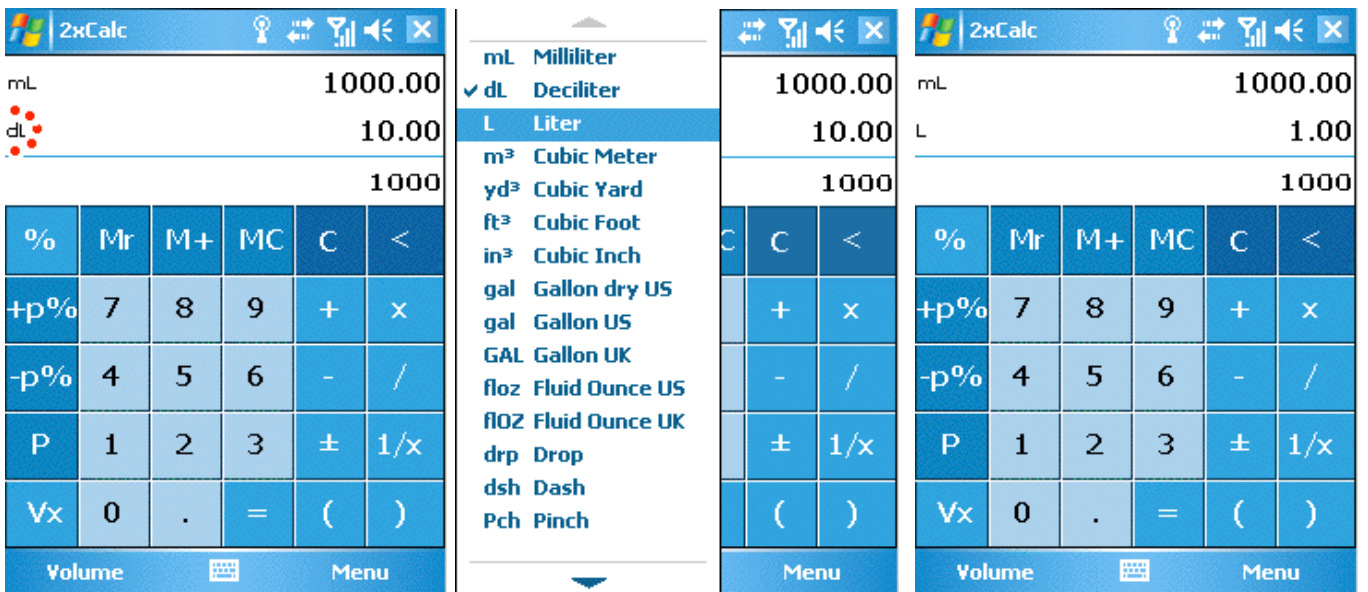 2xCalc
mL 1000.00
dL 10.00
1000
% Mr M+ MC C <
+p% 7 8 9 + x
-p% 4 5 6 - /
P 1 2 3 ± 1/x
Vx 0 . = ( )
Volume Menu
mL Milliliter
✓ dL Deciliter
L Liter
m³ Cubic Meter
yd³ Cubic Yard
ft³ Cubic Foot
in³ Cubic Inch
gal Gallon dry US
gal Gallon US
GAL Gallon UK
floz Fluid Ounce US
flOZ Fluid Ounce UK
drp Drop
dsh Dash
Pch Pinch
1000.00
10.00
1000
C C <
+ x
- /
± 1/x
( )
Menu
2xCalc
mL 1000.00
L 1.00
1000
% Mr M+ MC C <
+p% 7 8 9 + x
-p% 4 5 6 - /
P 1 2 3 ± 1/x
Vx 0 . = ( )
Volume Menu